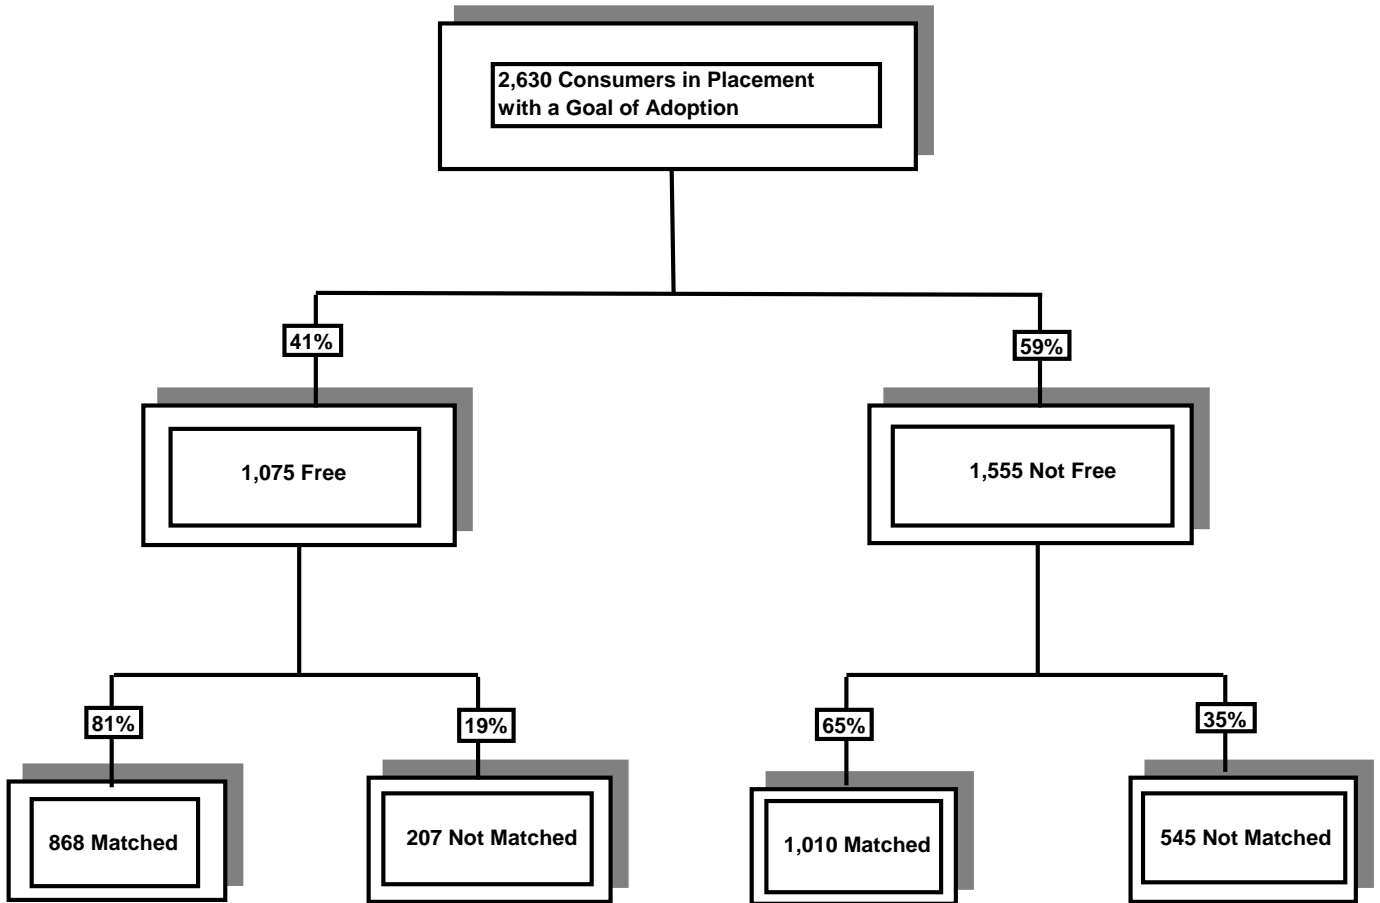 2,630 Consumers in Placement
with a Goal of Adoption
41%
59%
1,075 Free
1,555 Not Free
81%
19%
65%
35%
868 Matched
207 Not Matched
1,010 Matched
545 Not Matched